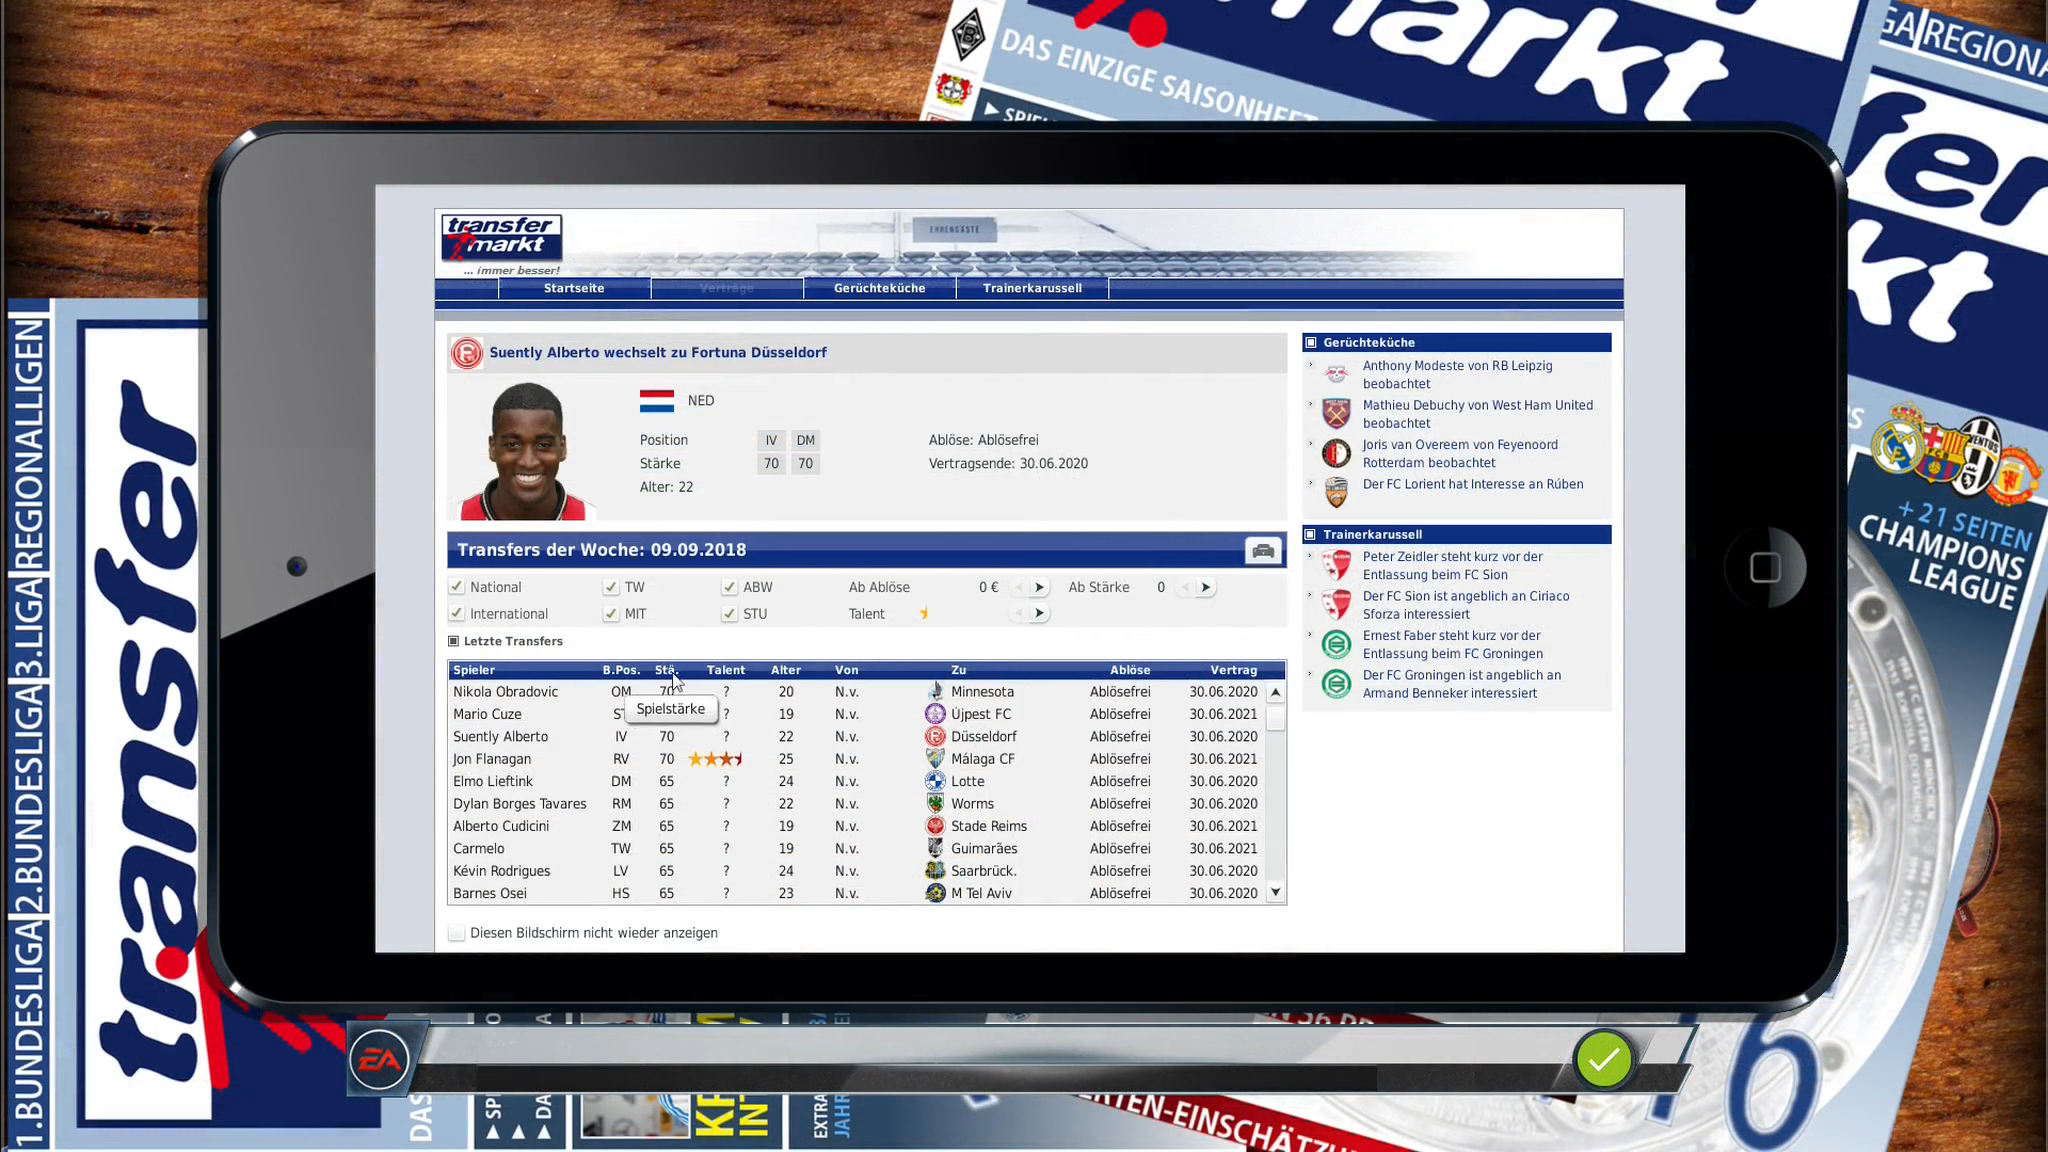 markt
DAS EINZIGE SAISONHEFT
GA|REGIONA
▶ SPIEL
transfer
markt
... immer besser!
EHRENGÄSTE
Startseite
Verträge
Gerüchteküche
Trainerkarussell
Suently Alberto wechselt zu Fortuna Düsseldorf
NED
Position IV DM
Stärke 70 70
Alter: 22
Ablöse: Ablösefrei
Vertragsende: 30.06.2020
Transfers der Woche: 09.09.2018
National TW ABW Ab Ablöse 0 € Ab Stärke 0
International MIT STU Talent
Letzte Transfers
Spieler B.Pos. Stä. Talent Alter Von Zu Ablöse Vertrag
Nikola Obradovic OM 70 ? 20 N.v. Minnesota Ablösefrei 30.06.2020
Mario Cuze ? 19 N.v. Újpest FC Ablösefrei 30.06.2021
Spielstärke
Suently Alberto IV 70 ? 22 N.v. Düsseldorf Ablösefrei 30.06.2020
Jon Flanagan RV 70 25 N.v. Málaga CF Ablösefrei 30.06.2021
Elmo Lieftink DM 65 ? 24 N.v. Lotte Ablösefrei 30.06.2020
Dylan Borges Tavares RM 65 ? 22 N.v. Worms Ablösefrei 30.06.2020
Alberto Cudicini ZM 65 ? 19 N.v. Stade Reims Ablösefrei 30.06.2021
Carmelo TW 65 ? 19 N.v. Guimarães Ablösefrei 30.06.2021
Kévin Rodrigues LV 65 ? 24 N.v. Saarbrück. Ablösefrei 30.06.2020
Barnes Osei HS 65 ? 23 N.v. M Tel Aviv Ablösefrei 30.06.2020
Diesen Bildschirm nicht wieder anzeigen
Gerüchteküche
Anthony Modeste von RB Leipzig
beobachtet
Mathieu Debuchy von West Ham United
beobachtet
Joris van Overeem von Feyenoord
Rotterdam beobachtet
Der FC Lorient hat Interesse an Rúben
Trainerkarussell
Peter Zeidler steht kurz vor der
Entlassung beim FC Sion
Der FC Sion ist angeblich an Ciriaco
Sforza interessiert
Ernest Faber steht kurz vor der
Entlassung beim FC Groningen
Der FC Groningen ist angeblich an
Armand Benneker interessiert
1.BUNDESLIGA|2.BUNDESLIGA|3.LIGA|REGIONALLIGEN
transfer
+ 21 SEITEN
CHAMPIONS
LEAGUE
EA
DAS
EXTRA
JAHR
RTEN-EINSCHÄTZU
16